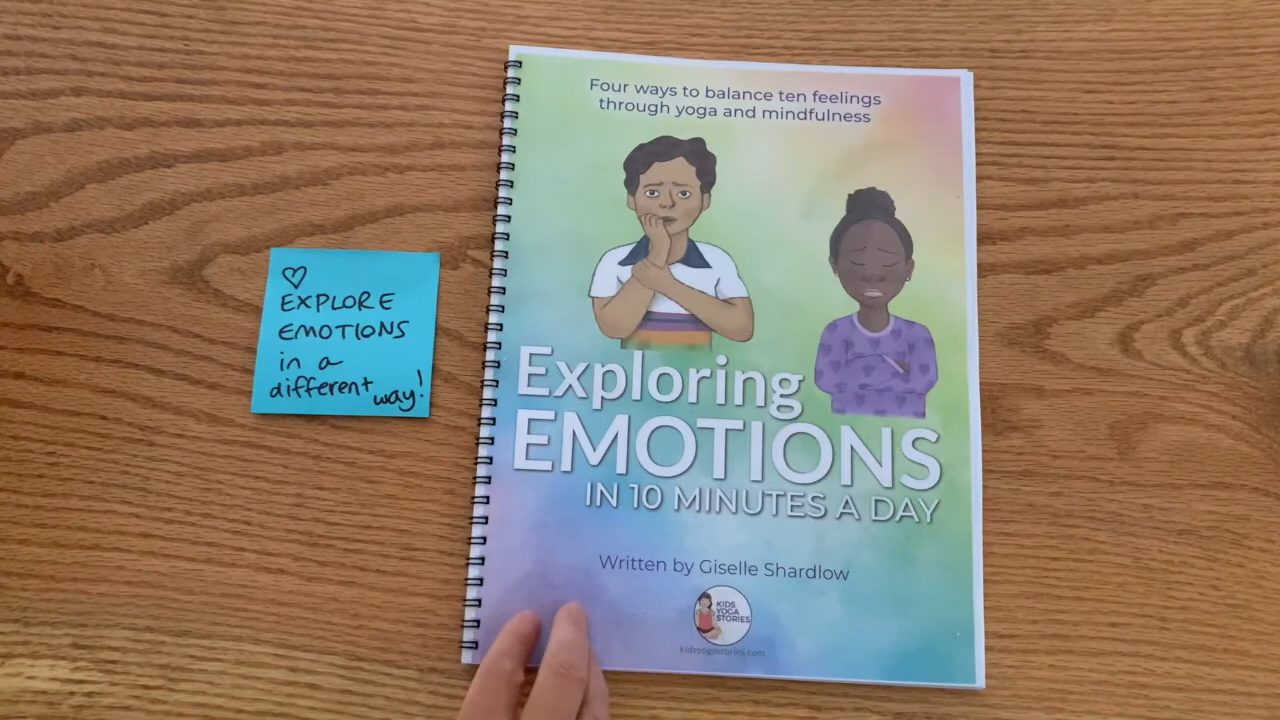 ♡
EXPLORE
EMOTIONS
in a
different way!
Four ways to balance ten feelings
through yoga and mindfulness
Exploring
EMOTIONS
IN 10 MINUTES A DAY
Written by Giselle Shardlow
KIDS
YOGA
STORIES
kidsyogastories.com